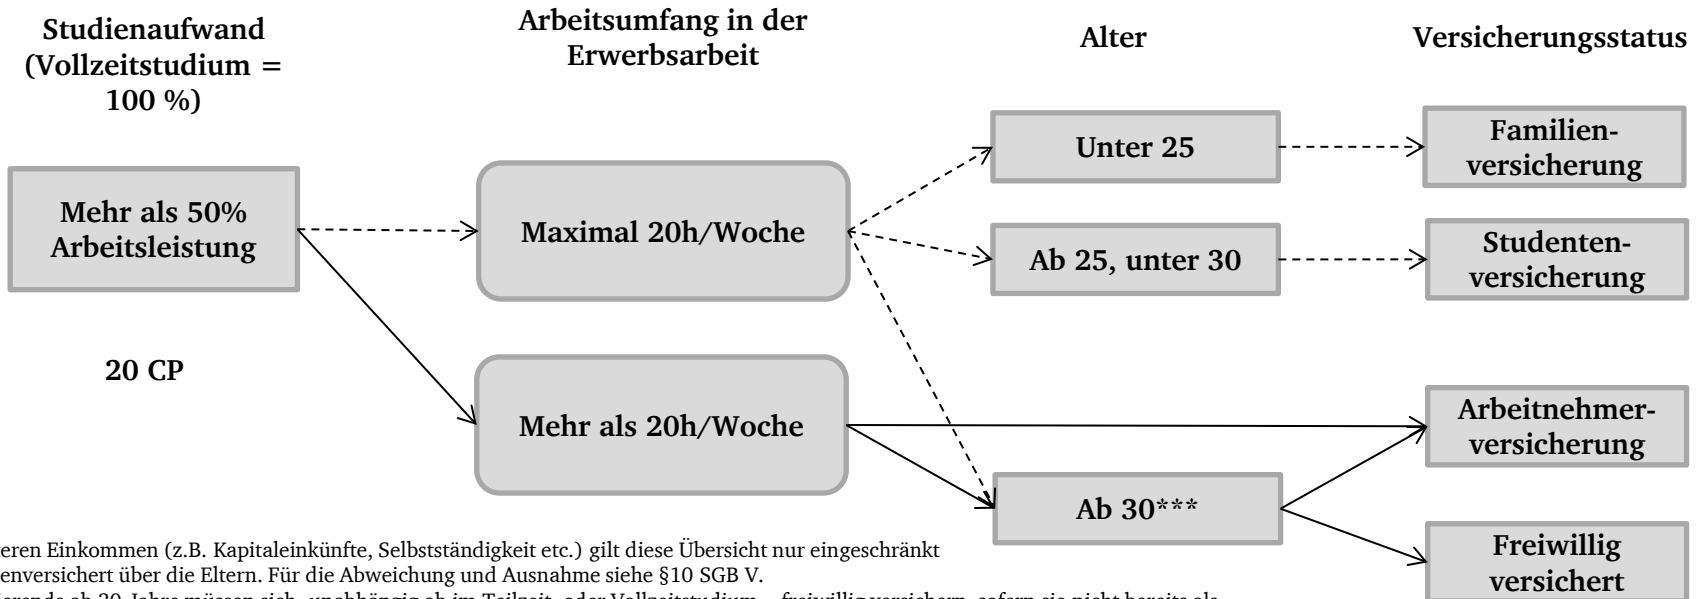 Studienaufwand
(Vollzeitstudium =
100 %)
Arbeitsumfang in der
Erwerbsarbeit
Alter
Versicherungsstatus
Mehr als 50%
Arbeitsleistung
20 CP
Maximal 20h/Woche
Mehr als 20h/Woche
Unter 25
Ab 25, unter 30
Ab 30***
Familien-
versicherung
Studenten-
versicherung
Arbeitnehmer-
versicherung
Freiwillig
versichert
Einkommen (z.B. Kapitaleinkünfte, Selbstständigkeit etc.) gilt diese Übersicht nur eingeschränkt
über die Eltern. Für die Abweichung und Ausnahme siehe §10 SGB V.